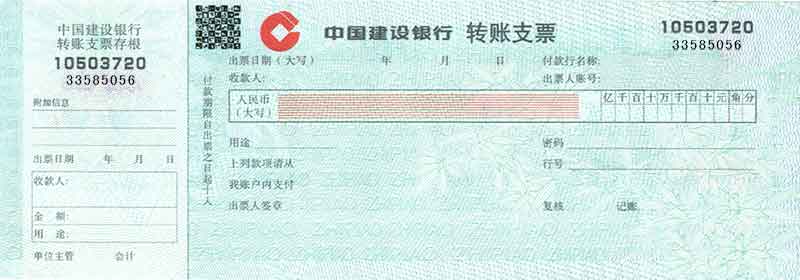 中国建设银行
转账支票存根
10503720
33585056
附加信息
出票日期 年 月 日
收款人：
金 额：
用 途：
单位主管 会计
付款期限自出票之日起十天
中国建设银行 转账支票
10503720
33585056
出票日期（大写） 年 月 日 付款行名称：
收款人： 出票人账号：
人民币
（大写）
亿千百十万千百十元角分
用途 密码
上列款项请从 行号
我账户内支付
出票人签章 复核 记账